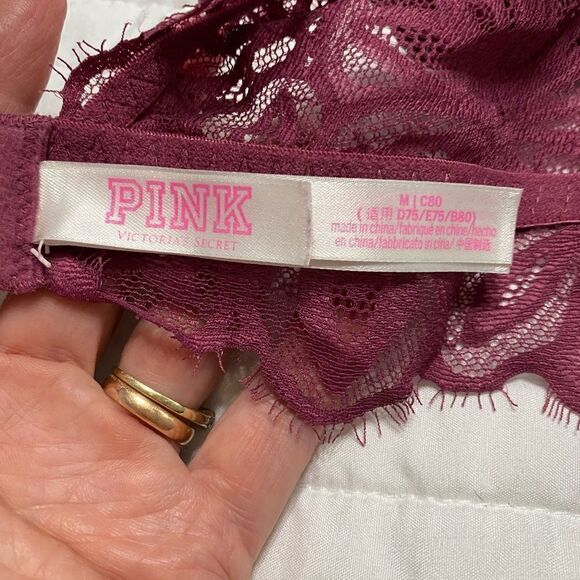 PINK
VICTORIA'S SECRET
M | C80
(适用 D75/E75/B80)
made in china/fabriqué en chine/hecho
en china/fabbricato in cina/中国制造